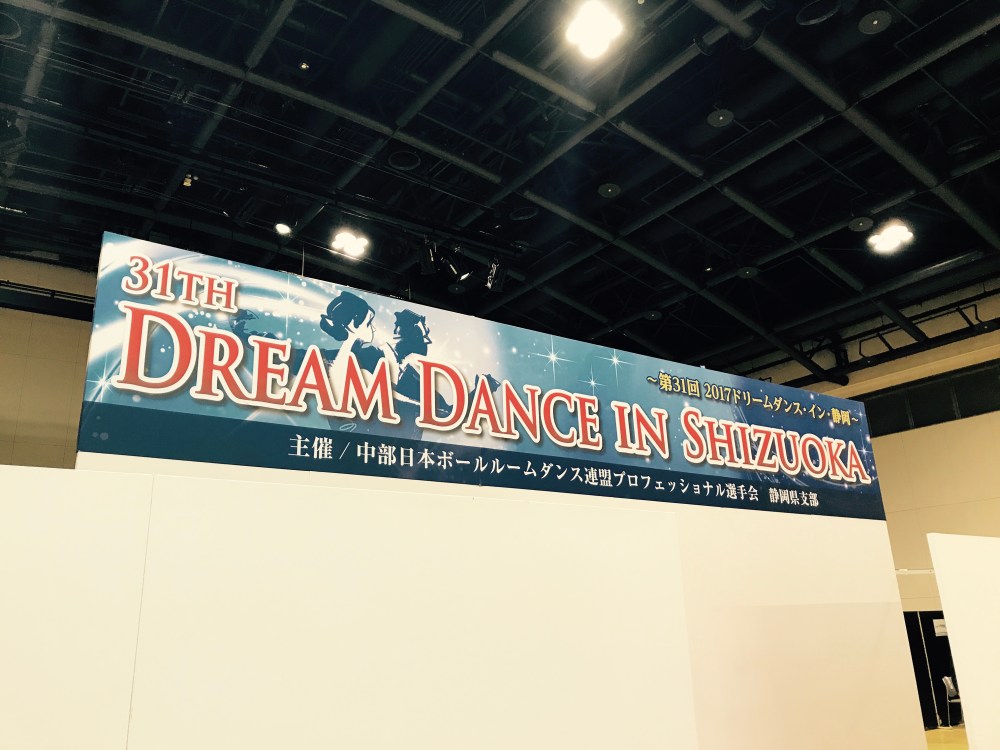 31TH
DREAM DANCE IN SHIZUOKA
～第31回 2017ドリームダンス・イン・静岡～
主催 / 中部日本ボールルームダンス連盟プロフェッショナル選手会 静岡県支部